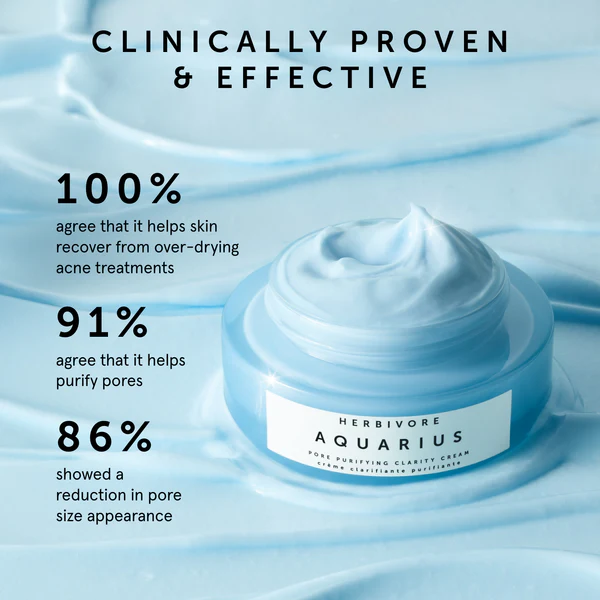 CLINICALLY PROVEN
& EFFECTIVE
100%
agree that it helps skin
recover from over-drying
acne treatments
91%
agree that it helps
purify pores
86%
showed a
reduction in pore
size appearance
HERBIVORE
AQUARIUS
PORE PURIFYING CLARITY CREAM
crème clarifiante purifiante